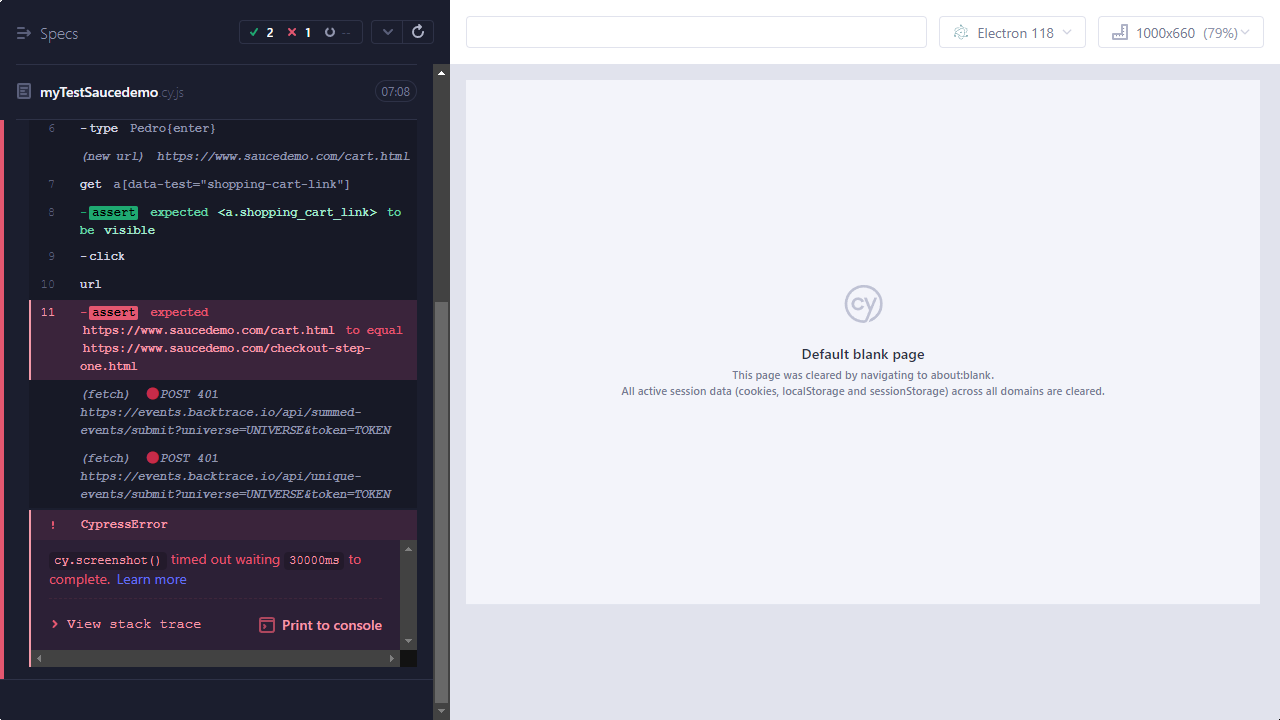 Specs
2 1 --
Electron 118
1000x660 (79%)
myTestSaucedemo.cy.js
07:08
6 -type Pedro{enter}
(new url) https://www.saucedemo.com/cart.html
7 get a[data-test="shopping-cart-link"]
8 -assert expected <a.shopping_cart_link> to
be visible
9 -click
10 url
11 -assert expected
https://www.saucedemo.com/cart.html to equal
https://www.saucedemo.com/checkout-step-
one.html
(fetch) POST 401
https://events.backtrace.io/api/summed-
events/submit?universe=UNIVERSE&token=TOKEN
(fetch) POST 401
https://events.backtrace.io/api/unique-
events/submit?universe=UNIVERSE&token=TOKEN
! CypressError
cy.screenshot() timed out waiting 30000ms to
complete. Learn more
View stack trace
Print to console
cy
Default blank page
This page was cleared by navigating to about:blank.
All active session data (cookies, localStorage and sessionStorage) across all domains are cleared.